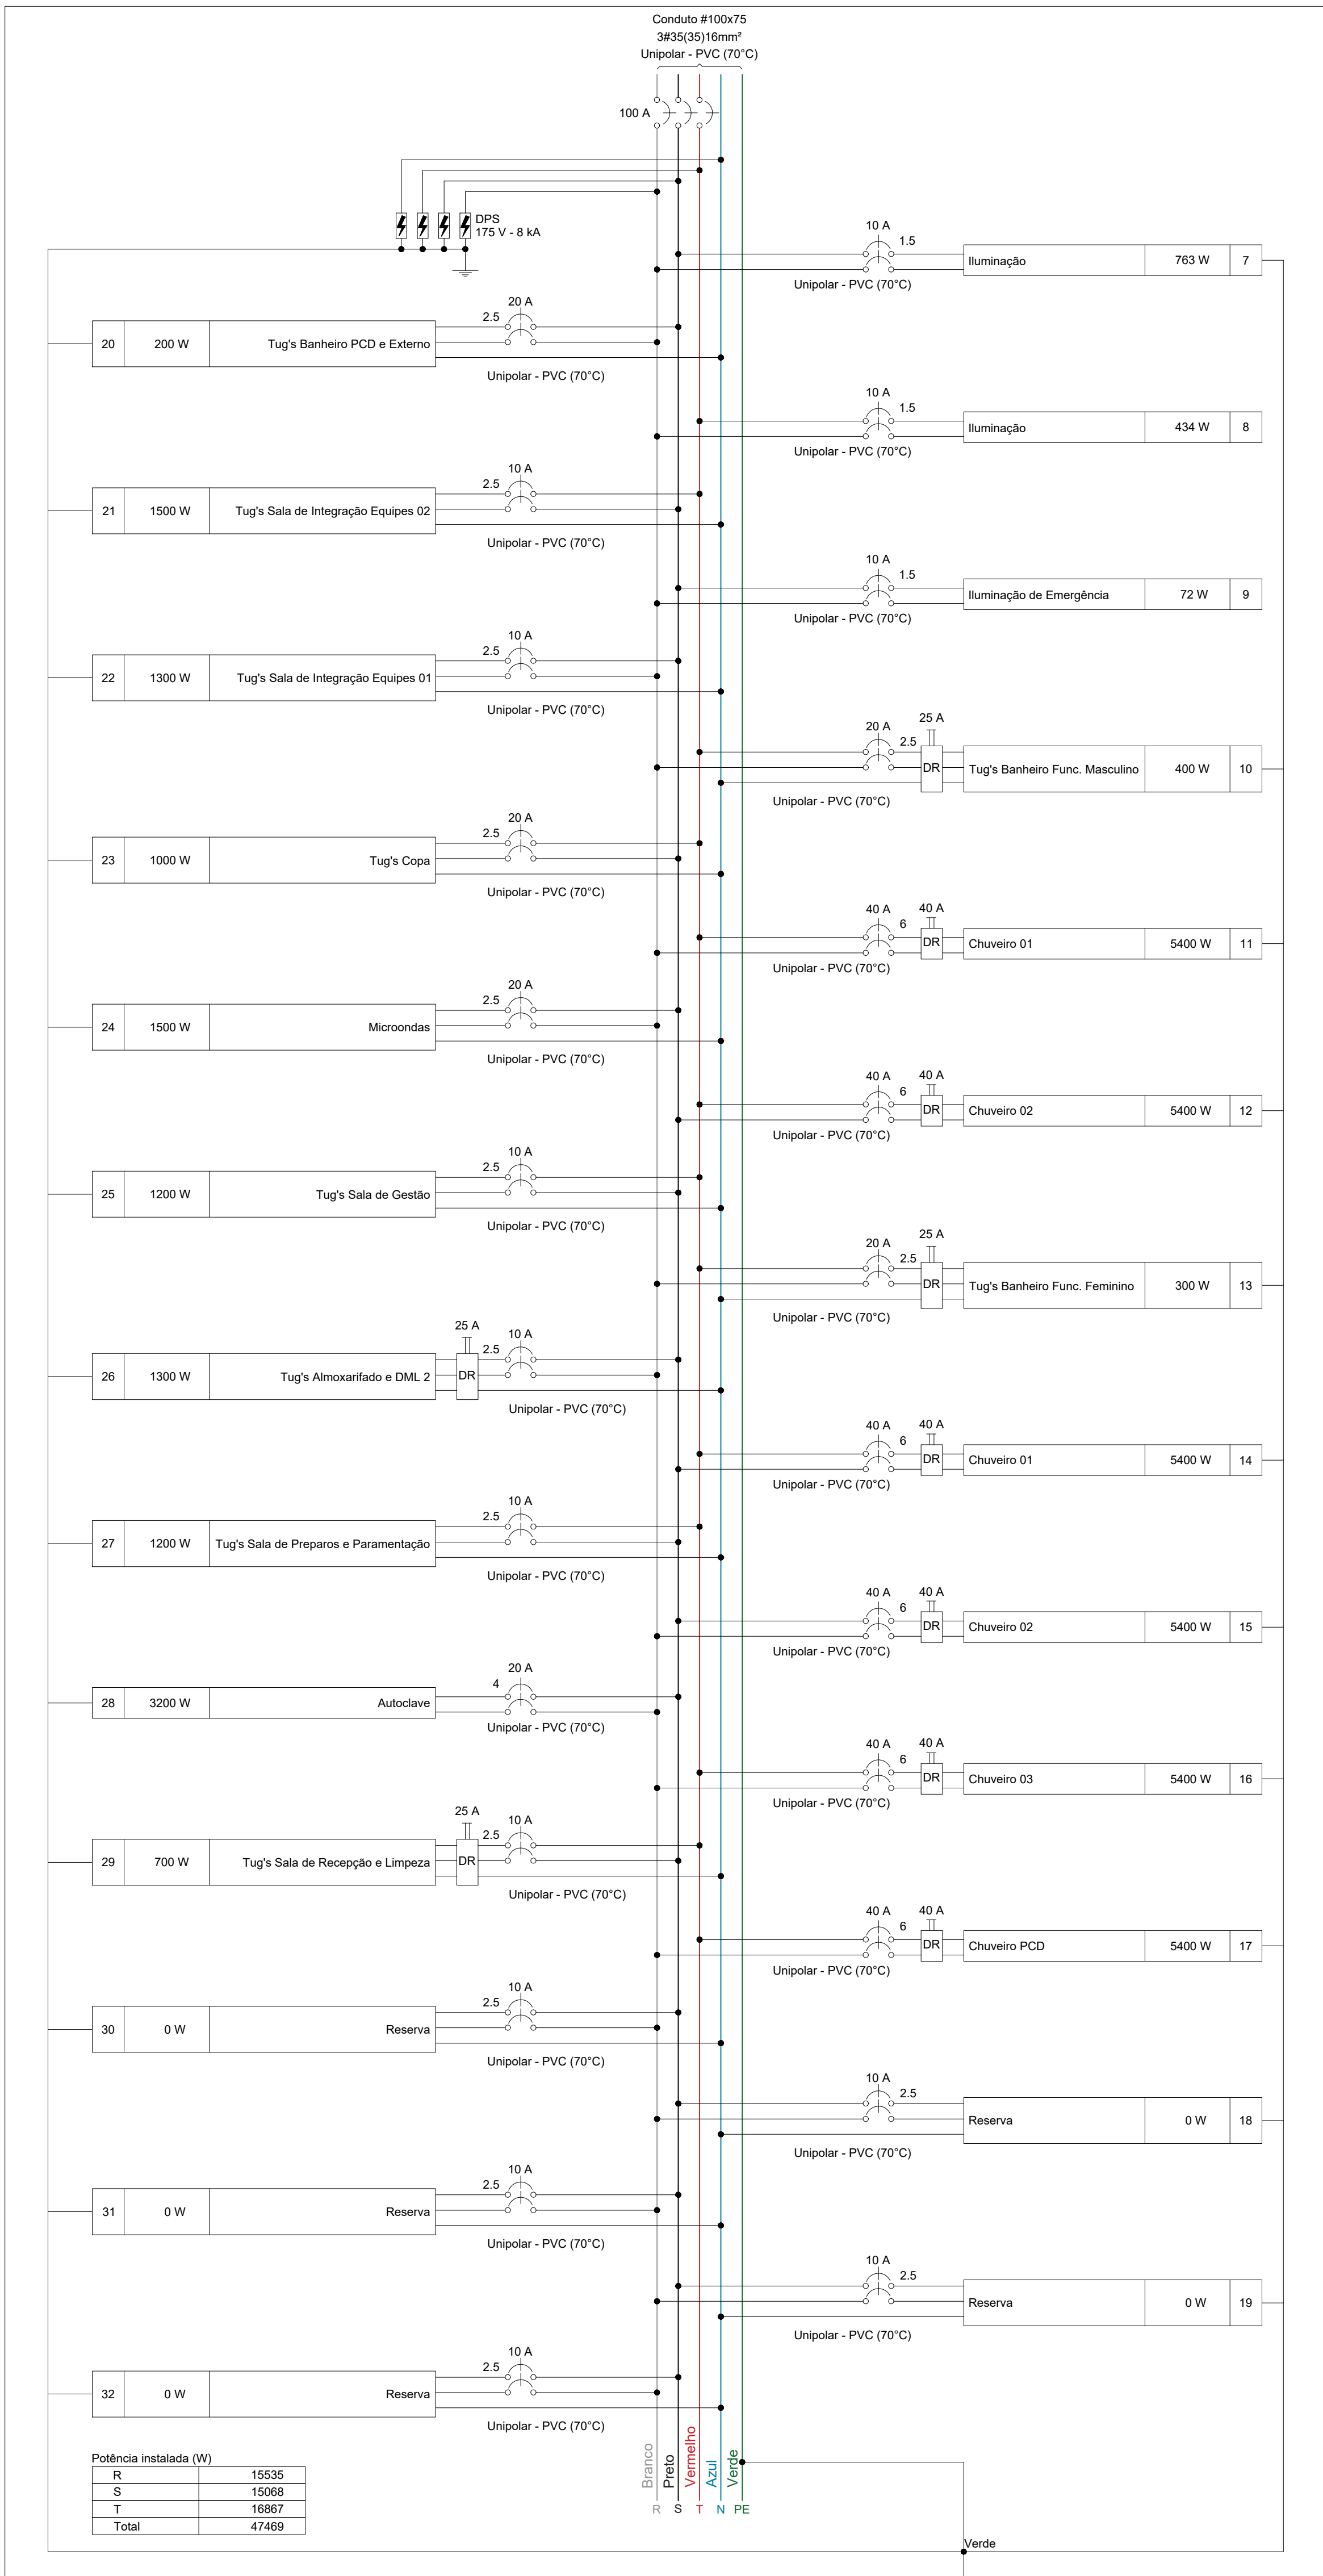 Conduto #100x75
3#35(35)16mm²
Unipolar - PVC (70°C)
100 A
DPS
175 V - 8 kA
10 A
1.5
Iluminação 763 W 7
Unipolar - PVC (70°C)
20 A
2.5
20 200 W Tug's Banheiro PCD e Externo
Unipolar - PVC (70°C)
10 A
1.5
Iluminação 434 W 8
Unipolar - PVC (70°C)
10 A
2.5
21 1500 W Tug's Sala de Integração Equipes 02
Unipolar - PVC (70°C)
10 A
1.5
Iluminação de Emergência 72 W 9
Unipolar - PVC (70°C)
10 A
2.5
22 1300 W Tug's Sala de Integração Equipes 01
Unipolar - PVC (70°C)
20 A 25 A
2.5
DR Tug's Banheiro Func. Masculino 400 W 10
Unipolar - PVC (70°C)
20 A
2.5
23 1000 W Tug's Copa
Unipolar - PVC (70°C)
40 A 40 A
6
DR Chuveiro 01 5400 W 11
Unipolar - PVC (70°C)
20 A
2.5
24 1500 W Microondas
Unipolar - PVC (70°C)
40 A 40 A
6
DR Chuveiro 02 5400 W 12
Unipolar - PVC (70°C)
10 A
2.5
25 1200 W Tug's Sala de Gestão
Unipolar - PVC (70°C)
20 A 25 A
2.5
DR Tug's Banheiro Func. Feminino 300 W 13
Unipolar - PVC (70°C)
25 A 10 A
2.5
26 1300 W Tug's Almoxarifado e DML 2 DR
Unipolar - PVC (70°C)
40 A 40 A
6
DR Chuveiro 01 5400 W 14
Unipolar - PVC (70°C)
10 A
2.5
27 1200 W Tug's Sala de Preparos e Paramentação
Unipolar - PVC (70°C)
40 A 40 A
6
DR Chuveiro 02 5400 W 15
Unipolar - PVC (70°C)
20 A
4
28 3200 W Autoclave
Unipolar - PVC (70°C)
40 A 40 A
6
DR Chuveiro 03 5400 W 16
Unipolar - PVC (70°C)
25 A 10 A
2.5
29 700 W Tug's Sala de Recepção e Limpeza DR
Unipolar - PVC (70°C)
40 A 40 A
6
DR Chuveiro PCD 5400 W 17
Unipolar - PVC (70°C)
10 A
2.5
30 0 W Reserva
Unipolar - PVC (70°C)
10 A
2.5
Reserva 0 W 18
Unipolar - PVC (70°C)
10 A
2.5
31 0 W Reserva
Unipolar - PVC (70°C)
10 A
2.5
Reserva 0 W 19
Unipolar - PVC (70°C)
10 A
2.5
32 0 W Reserva
Unipolar - PVC (70°C)
Branco
Preto
Vermelho
Azul
Verde
R S T N PE
Potência instalada (W)
R 15535
S 15068
T 16867
Total 47469
Verde